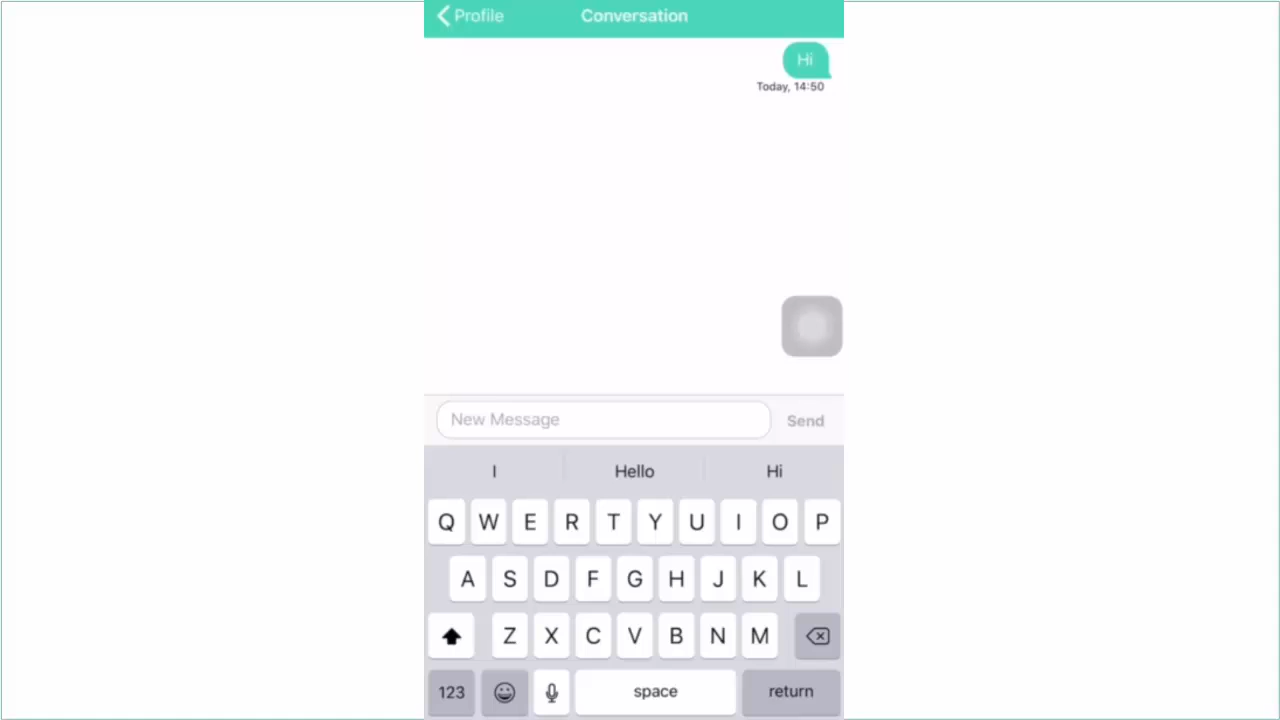 Profile Conversation
Hi
Today, 14:50
New Message Send
I Hello Hi
Q W E R T Y U I O P
A S D F G H J K L
Z X C V B N M
123 space return